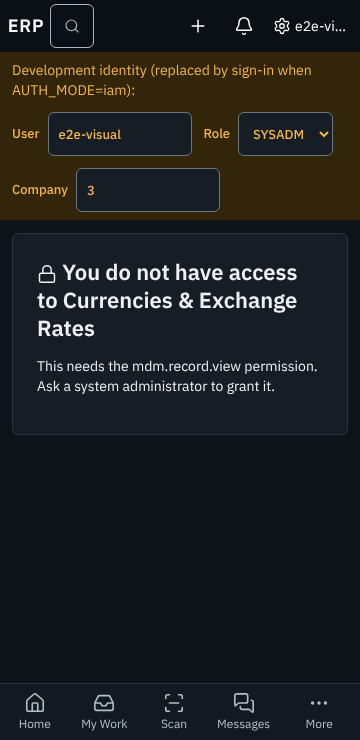 ERP
e2e-vi...
Development identity (replaced by sign-in when
AUTH_MODE=iam):
User
e2e-visual
Role
SYSADM
Company
3
You do not have access
to Currencies & Exchange
Rates
This needs the mdm.record.view permission.
Ask a system administrator to grant it.
Home
My Work
Scan
Messages
More